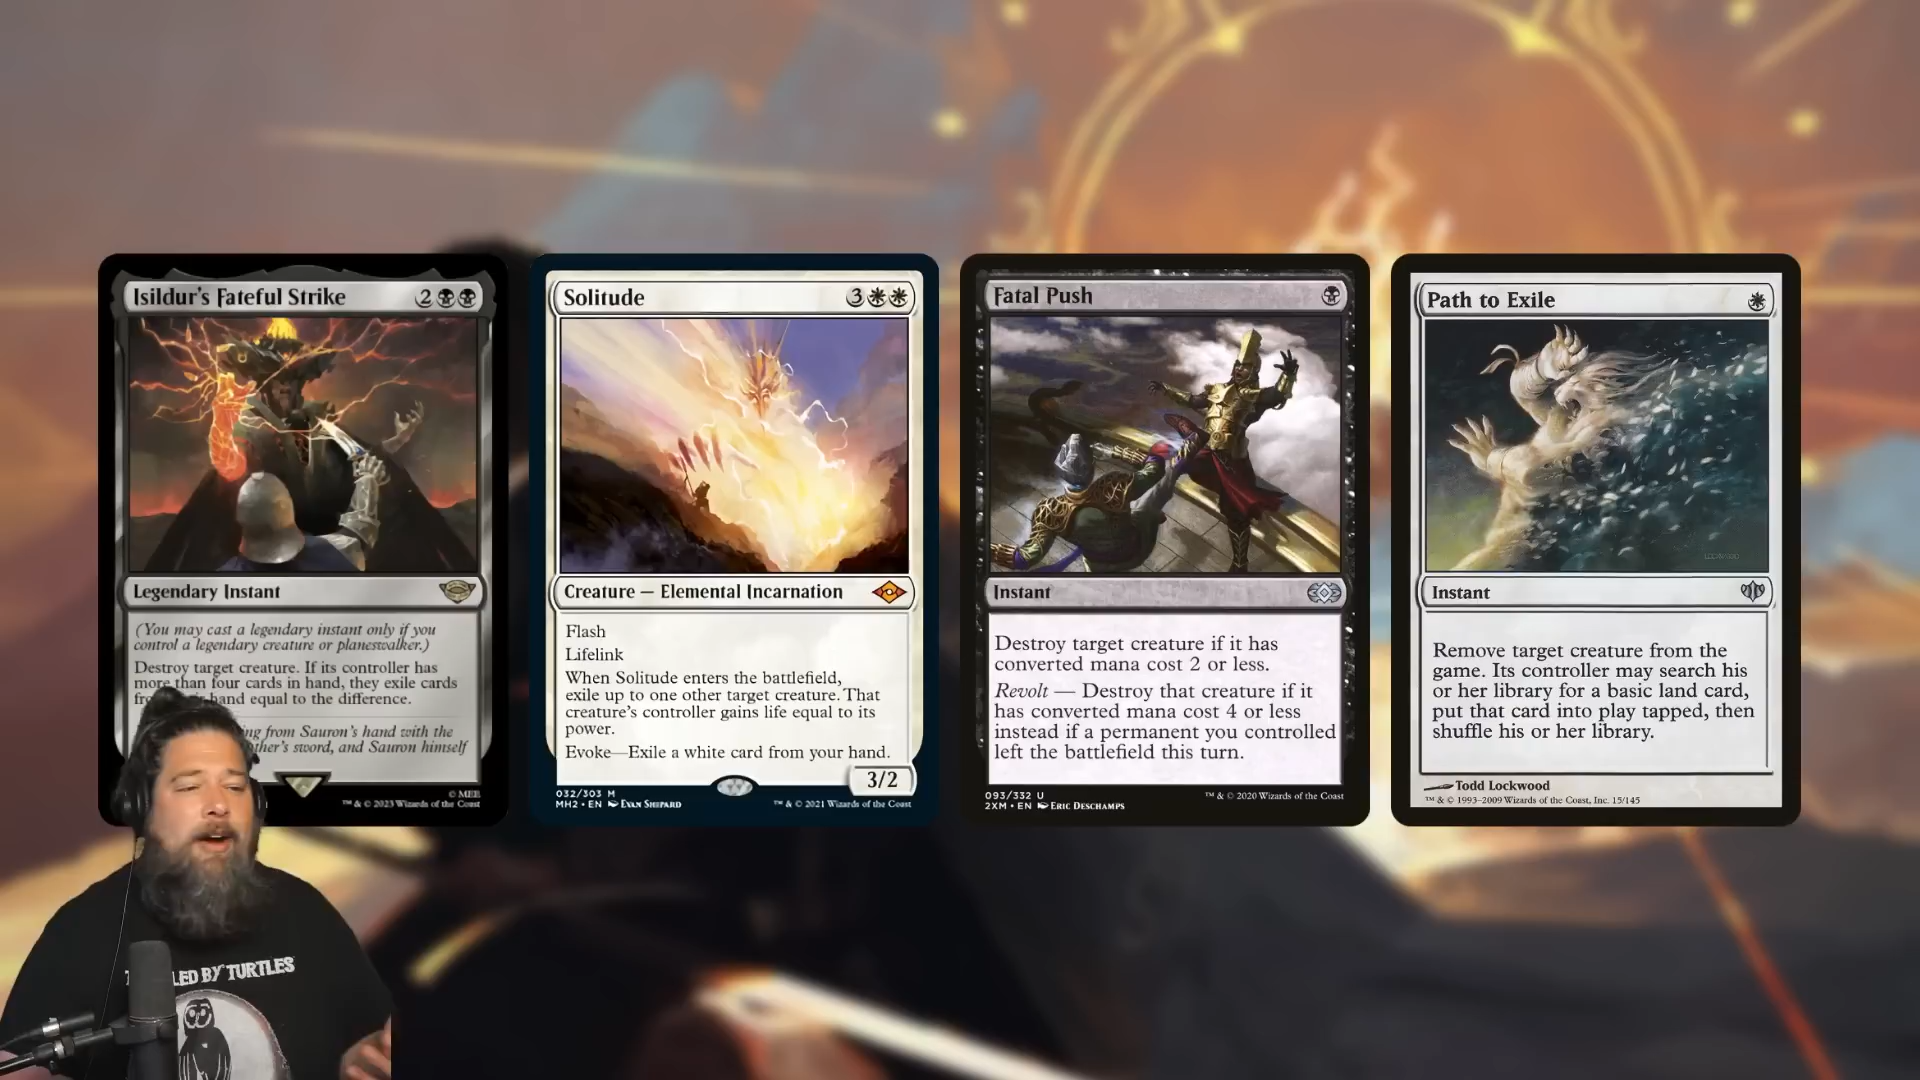 Isildur's Fateful Strike 2
Legendary Instant
(You may cast a legendary instant only if you
control a legendary creature or planeswalker.)
Destroy target creature. If its controller has
more than four cards in hand, they exile cards
hand equal to the difference.
from Sauron's hand with the
sword, and Sauron himself
© MEE
™ & © 2023 Wizards of the Coast
Solitude 3
Creature — Elemental Incarnation
Flash
Lifelink
When Solitude enters the battlefield,
exile up to one other target creature. That
creature's controller gains life equal to its
power.
Evoke—Exile a white card from your hand.
3/2
032/303 M
MH2 • EN Evan Shipard
™ & © 2021 Wizards of the Coast
Fatal Push
Instant
Destroy target creature if it has
converted mana cost 2 or less.
Revolt — Destroy that creature if it
has converted mana cost 4 or less
instead if a permanent you controlled
left the battlefield this turn.
093/332 U
2XM • EN Eric Deschamps
™ & © 2020 Wizards of the Coast
Path to Exile
Instant
Remove target creature from the
game. Its controller may search his
or her library for a basic land card,
put that card into play tapped, then
shuffle his or her library.
Todd Lockwood
™ & © 1993–2009 Wizards of the Coast, Inc. 15/145
BY TURTLES